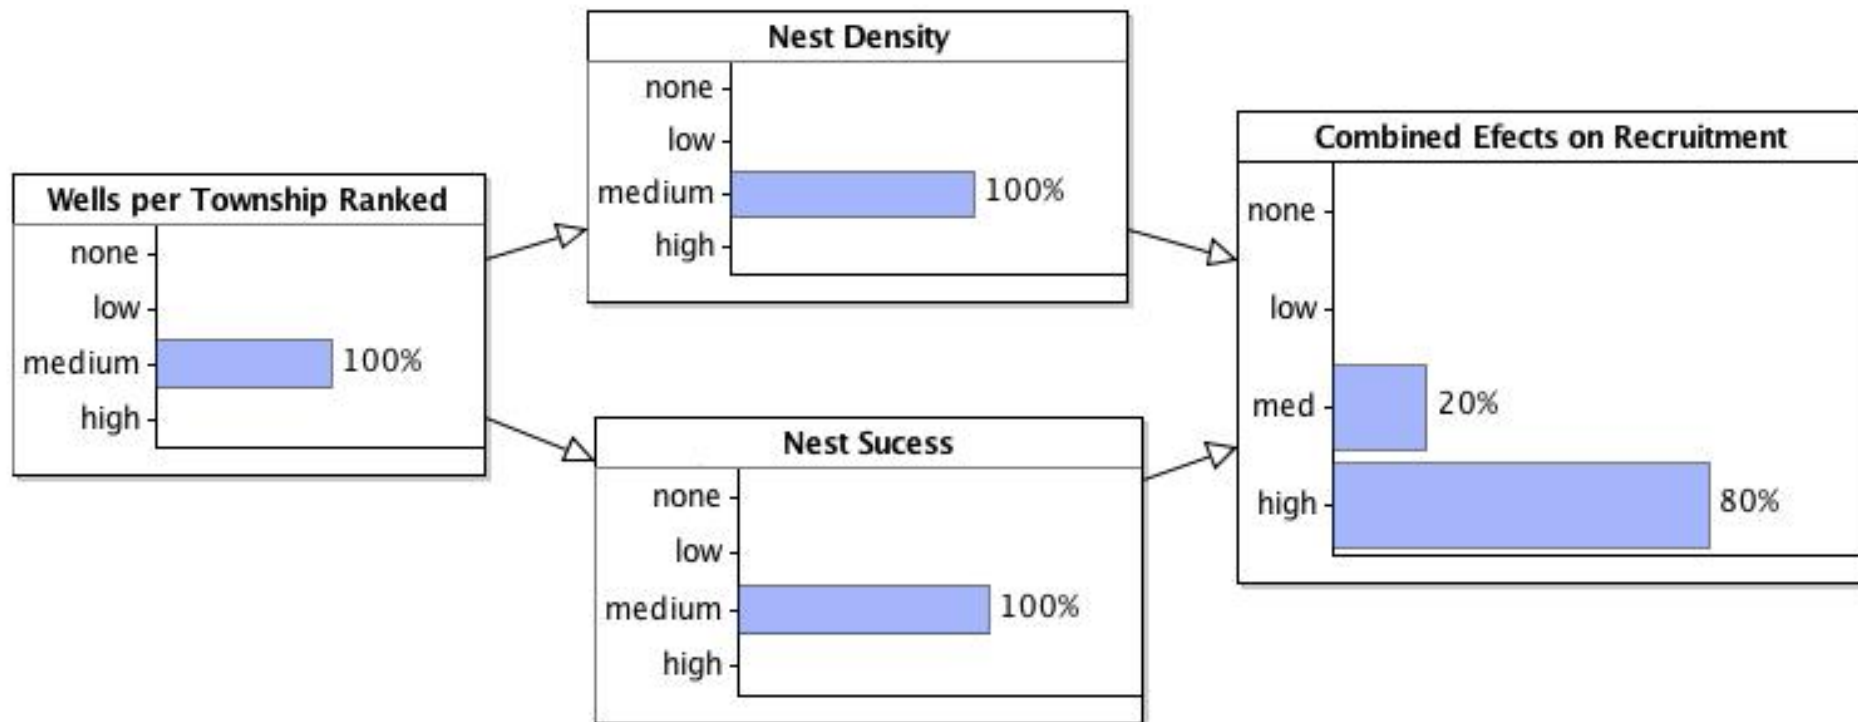 Wells per Township Ranked
none
low
medium 100%
high
Nest Density
none
low
medium 100%
high
Nest Sucess
none
low
medium 100%
high
Combined Efects on Recruitment
none
low
med 20%
high 80%